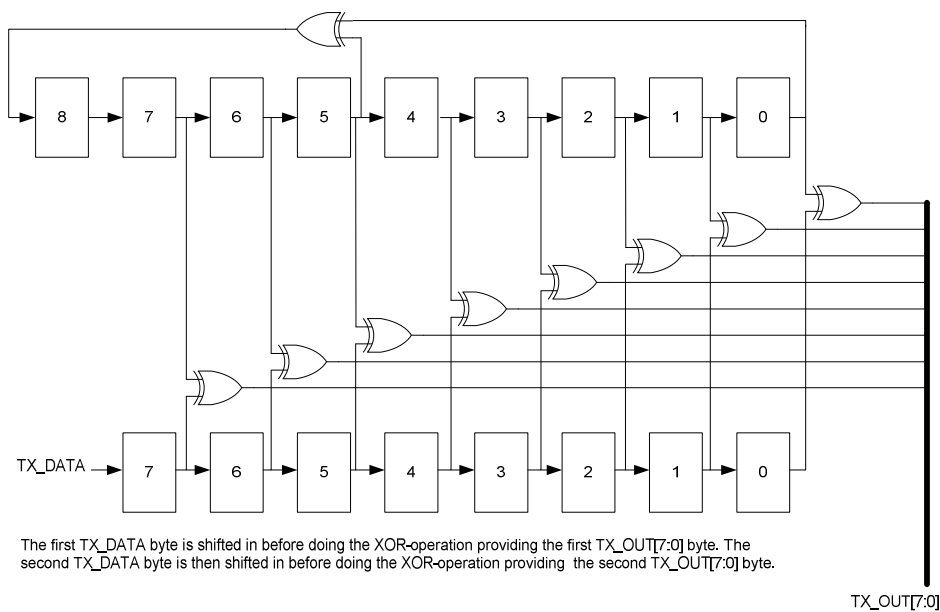 8 7 6 5 4 3 2 1 0
TX_DATA 7 6 5 4 3 2 1 0
The first TX_DATA byte is shifted in before doing the XOR-operation providing the first TX_OUT[7:0] byte. The
second TX_DATA byte is then shifted in before doing the XOR-operation providing the second TX_OUT[7:0] byte.
TX_OUT[7:0]